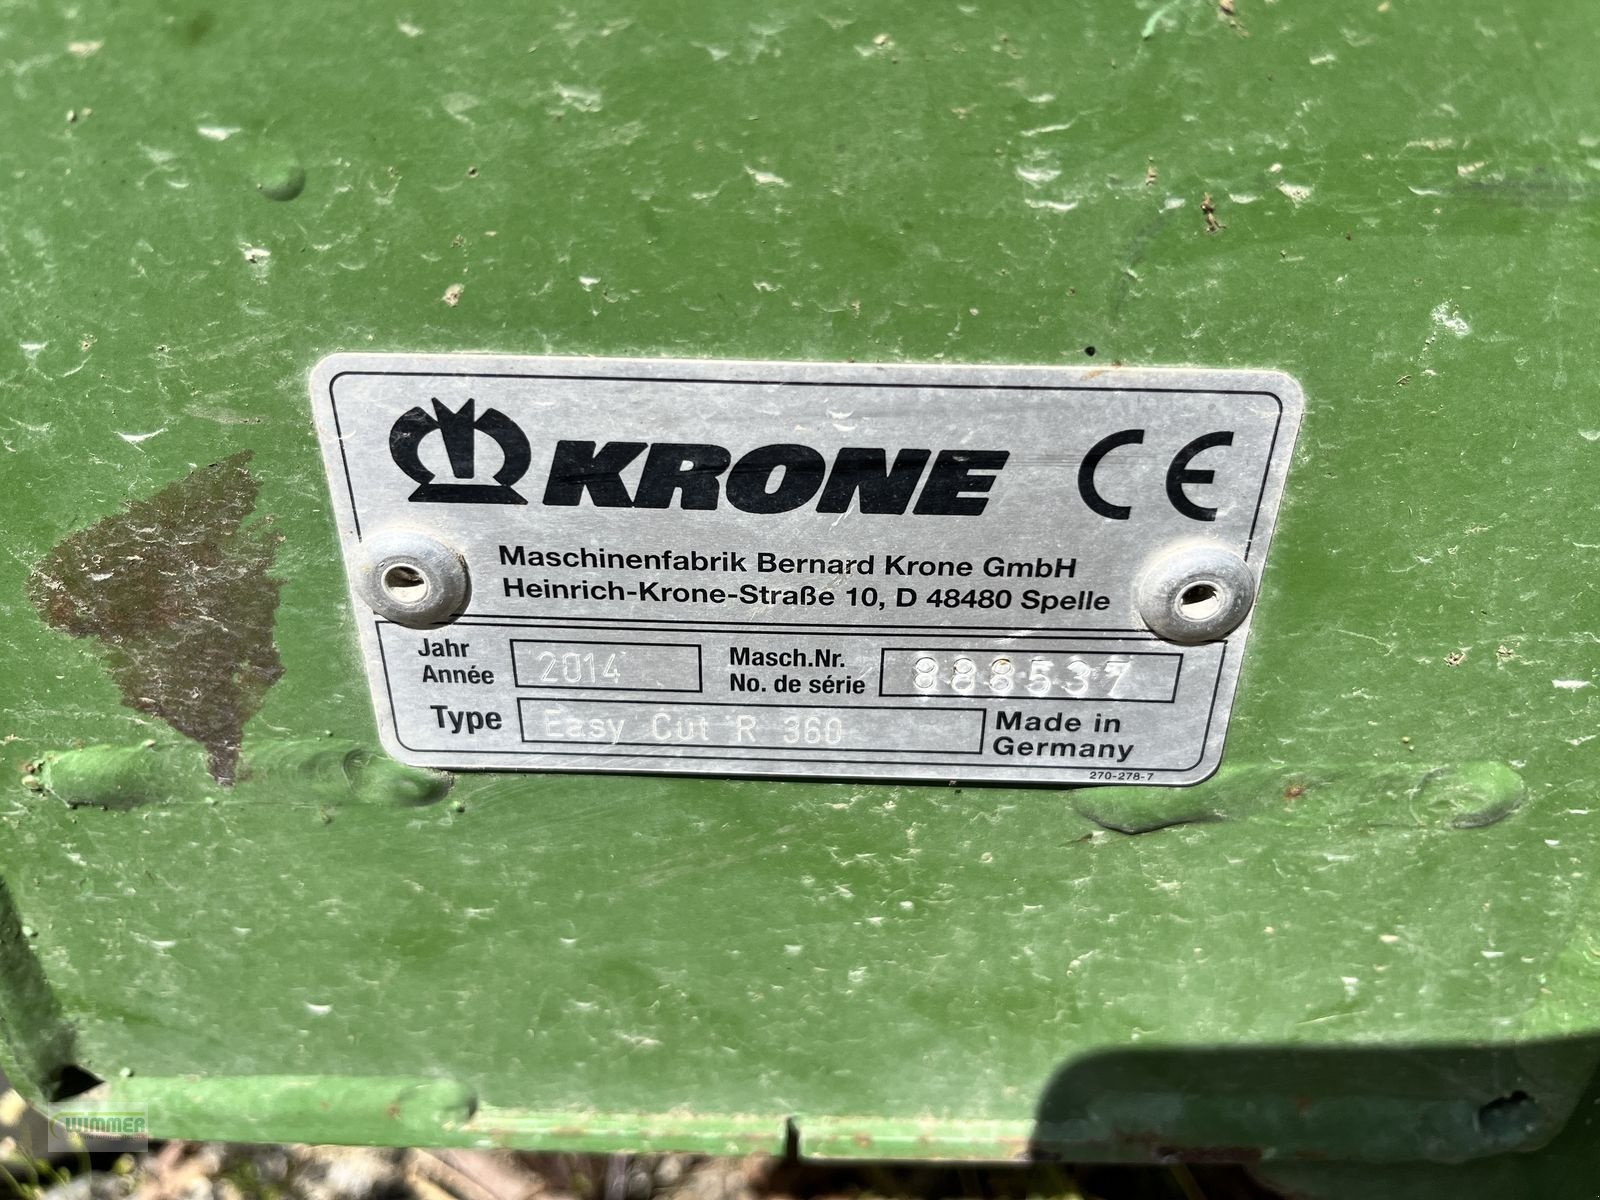 KRONE CE
Maschinenfabrik Bernard Krone GmbH
Heinrich-Krone-Straße 10, D 48480 Spelle
Jahr
Année
2014
Masch.Nr.
No. de série
888537
Type
Easy Cut R 360
Made in
Germany
270-278-7
WIMMER